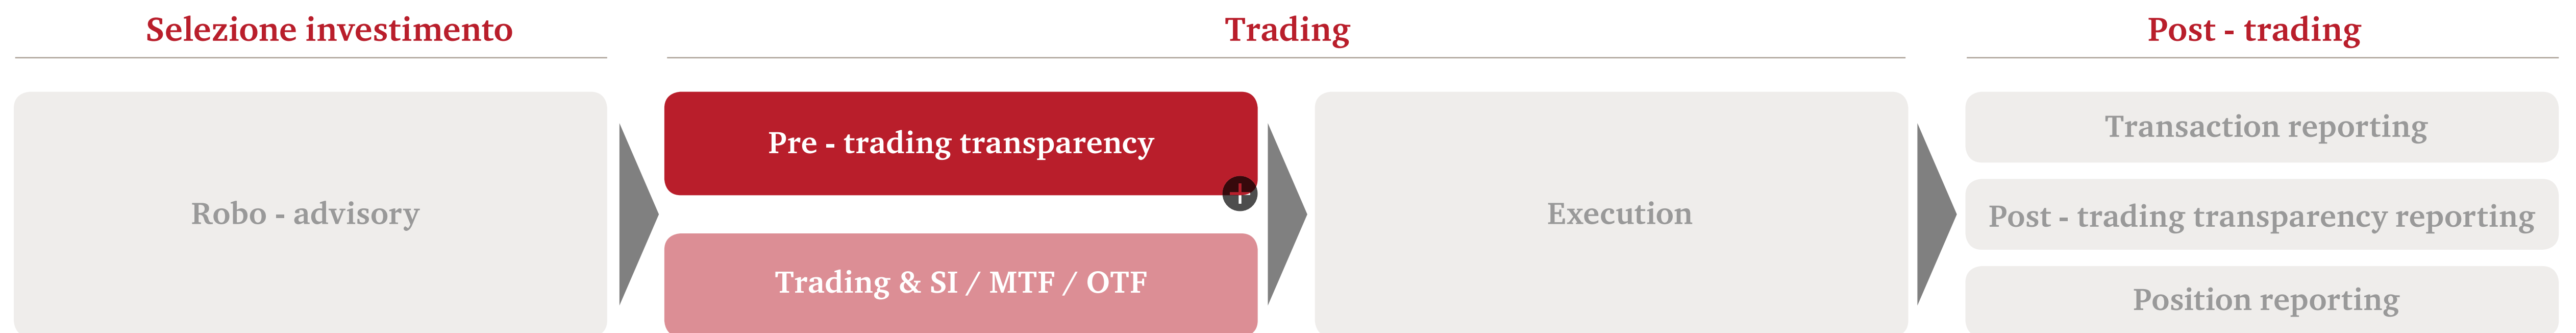 Selezione investimento
Trading
Post - trading
Robo - advisory
Pre - trading transparency
Trading & SI / MTF / OTF
Execution
Transaction reporting
Post - trading transparency reporting
Position reporting